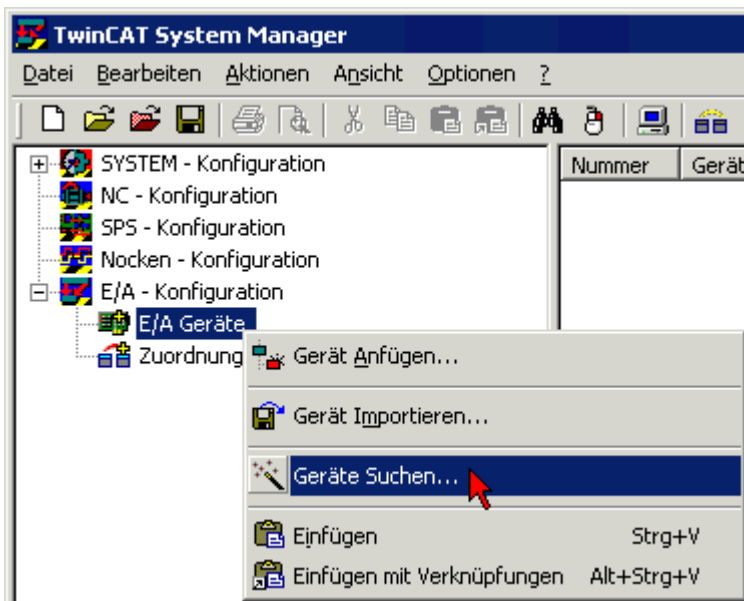 TwinCAT System Manager
Datei Bearbeiten Aktionen Ansicht Optionen ?
SYSTEM - Konfiguration
NC - Konfiguration
SPS - Konfiguration
Nocken - Konfiguration
E/A - Konfiguration
E/A Geräte
Zuordnung
Nummer Gerät
Gerät Anfügen...
Gerät Importieren...
Geräte Suchen...
Einfügen Strg+V
Einfügen mit Verknüpfungen Alt+Strg+V